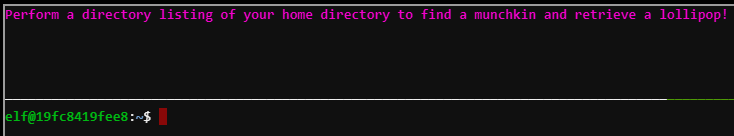 Perform a directory listing of your home directory to find a munchkin and retrieve a lollipop!
elf@19fc8419fee8:~$